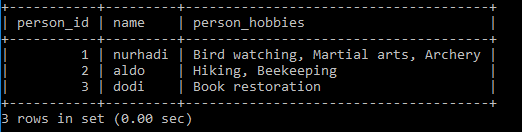 +-----------+---------+---------------------------------------+
| person_id | name    | person_hobbies                        |
+-----------+---------+---------------------------------------+
|         1 | nurhadi | Bird watching, Martial arts, Archery |
|         2 | aldo    | Hiking, Beekeeping                    |
|         3 | dodi    | Book restoration                      |
+-----------+---------+---------------------------------------+
3 rows in set (0.00 sec)